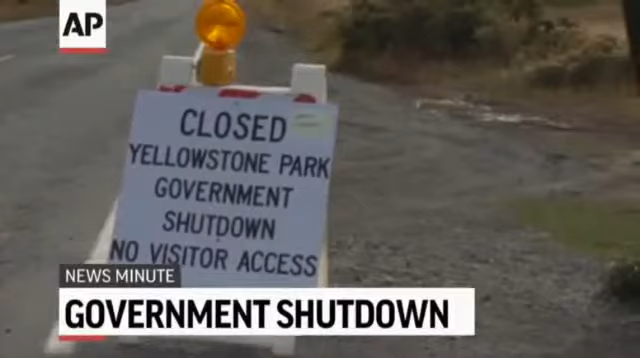 AP
CLOSED
YELLOWSTONE PARK
GOVERNMENT
SHUTDOWN
NO VISITOR ACCESS
NEWS MINUTE
GOVERNMENT SHUTDOWN